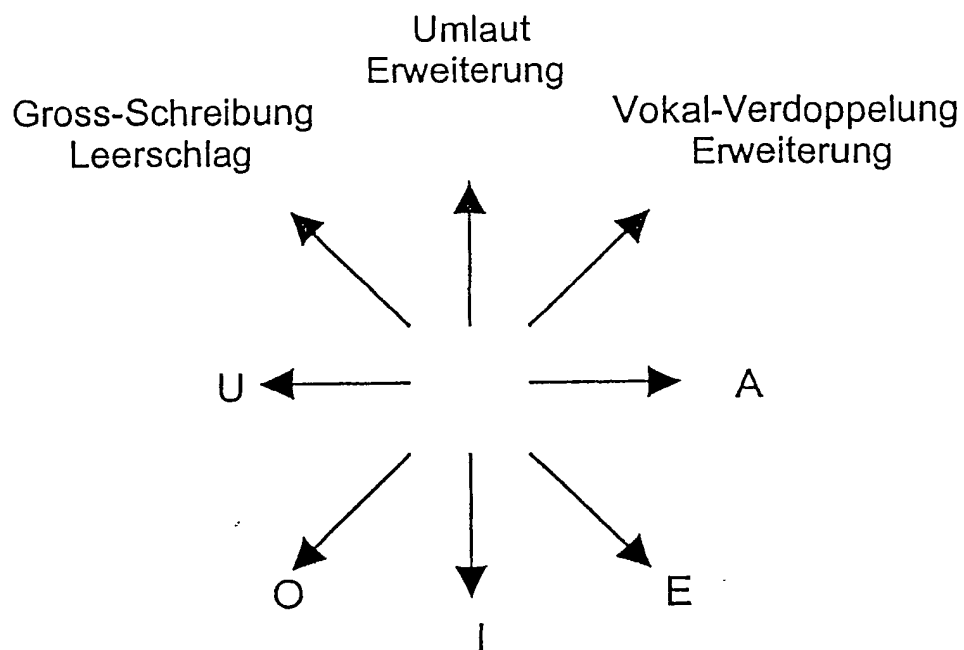 Umlaut
Erweiterung
Gross-Schreibung
Leerschlag
Vokal-Verdoppelung
Erweiterung
U
A
O
I
E